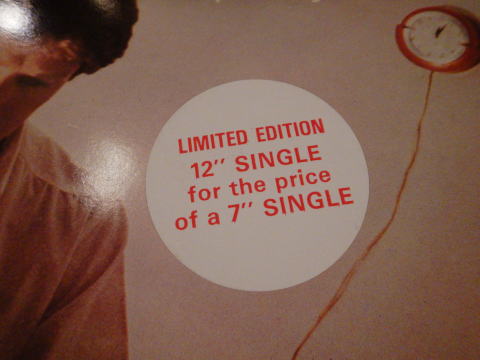 LIMITED EDITION
12" SINGLE
for the price
of a 7" SINGLE